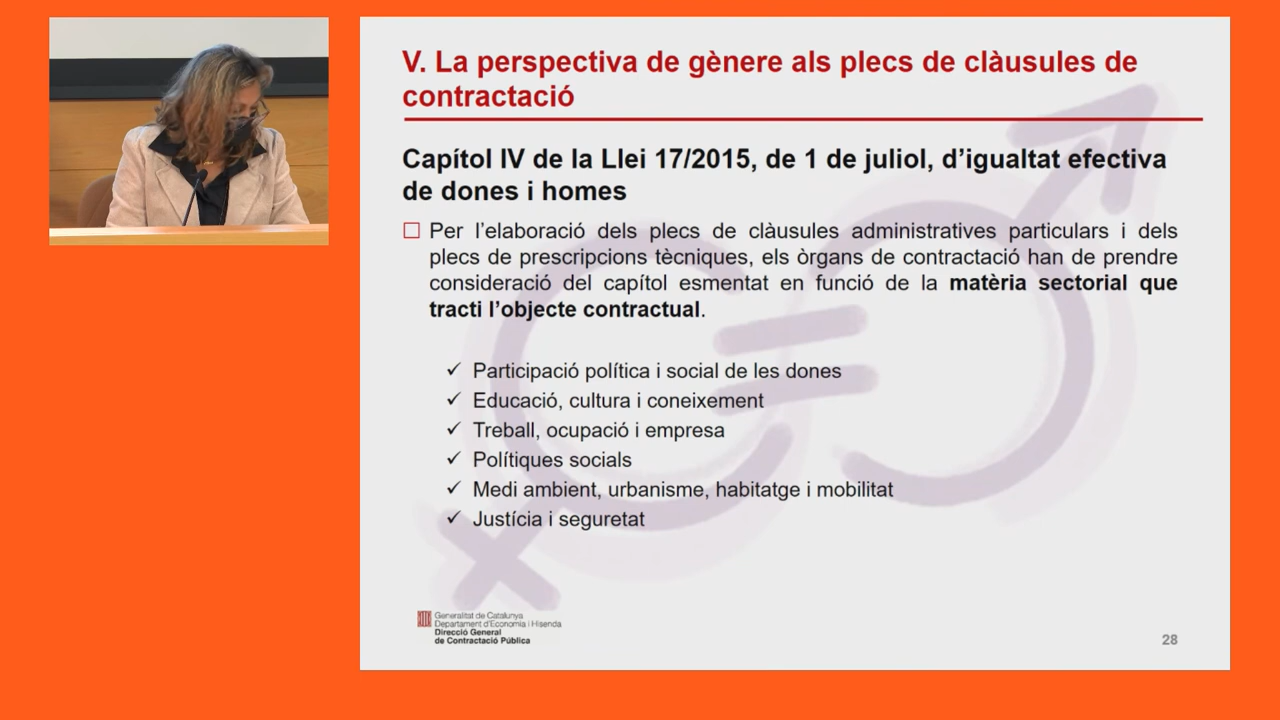 V. La perspectiva de gènere als plecs de clàusules de
contractació
Capítol IV de la Llei 17/2015, de 1 de juliol, d’igualtat efectiva
de dones i homes
Per l’elaboració dels plecs de clàusules administratives particulars i dels
plecs de prescripcions tècniques, els òrgans de contractació han de prendre
consideració del capítol esmentat en funció de la matèria sectorial que
tracti l’objecte contractual.
✓ Participació política i social de les dones
✓ Educació, cultura i coneixement
✓ Treball, ocupació i empresa
✓ Polítiques socials
✓ Medi ambient, urbanisme, habitatge i mobilitat
✓ Justícia i seguretat
Generalitat de Catalunya
Departament d’Economia i Hisenda
Direcció General
de Contractació Pública
28